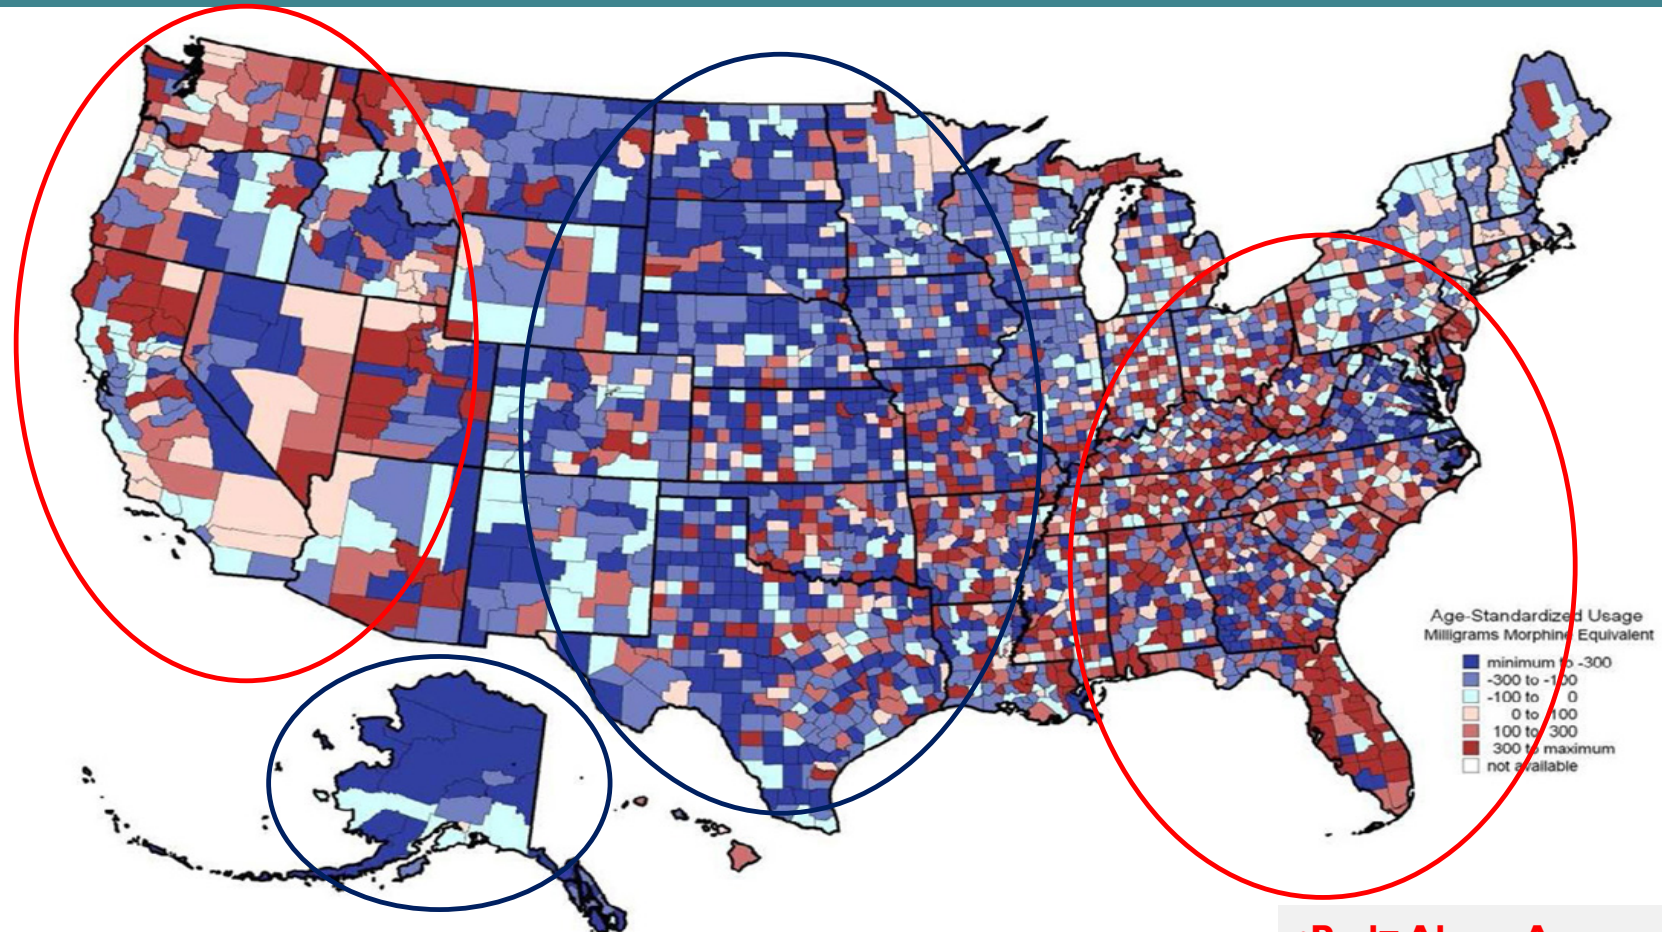 Age-Standardized Usage
Milligrams Morphine Equivalent
minimum to -300
-300 to -100
-100 to 0
0 to 100
100 to 300
300 to maximum
not available